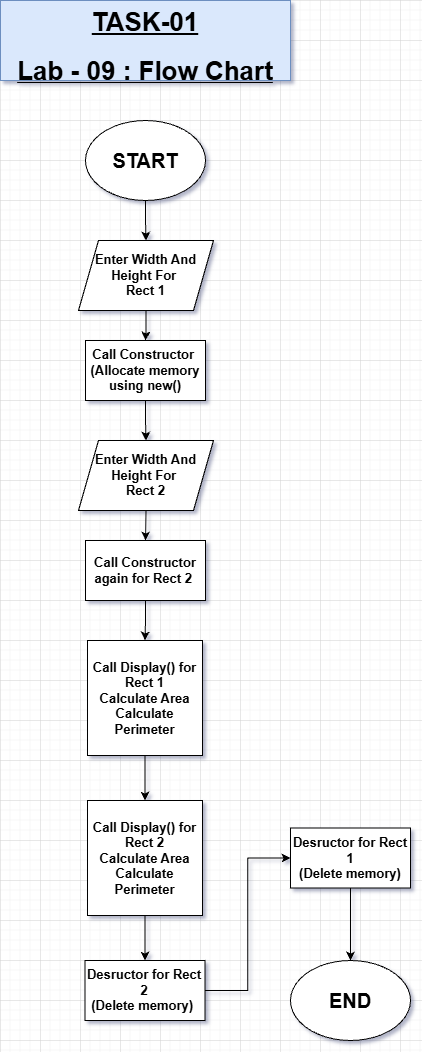 TASK-01
Lab - 09 : Flow Chart
START
Enter Width And
Height For
Rect 1
Call Constructor
(Allocate memory
using new()
Enter Width And
Height For
Rect 2
Call Constructor
again for Rect 2
Call Display() for
Rect 1
Calculate Area
Calculate
Perimeter
Call Display() for
Rect 2
Calculate Area
Calculate
Perimeter
Desructor for Rect
2
(Delete memory)
Desructor for Rect
1
(Delete memory)
END